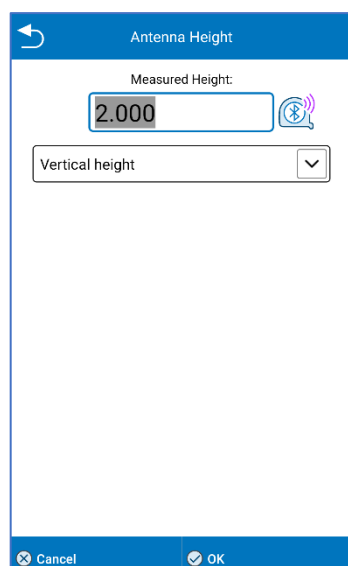 Antenna Height
Measured Height:
2.000
Vertical height
Cancel
OK